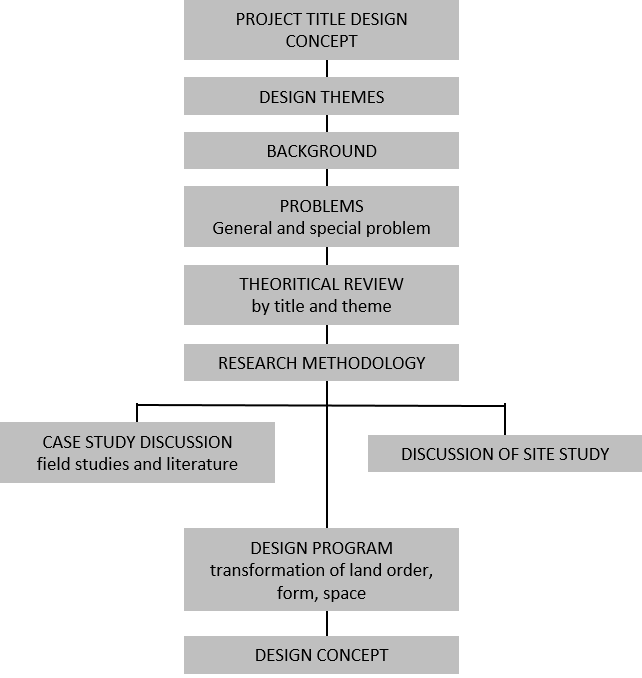 PROJECT TITLE DESIGN
CONCEPT
DESIGN THEMES
BACKGROUND
PROBLEMS
General and special problem
THEORITICAL REVIEW
by title and theme
RESEARCH METHODOLOGY
CASE STUDY DISCUSSION
field studies and literature
DISCUSSION OF SITE STUDY
DESIGN PROGRAM
transformation of land order,
form, space
DESIGN CONCEPT